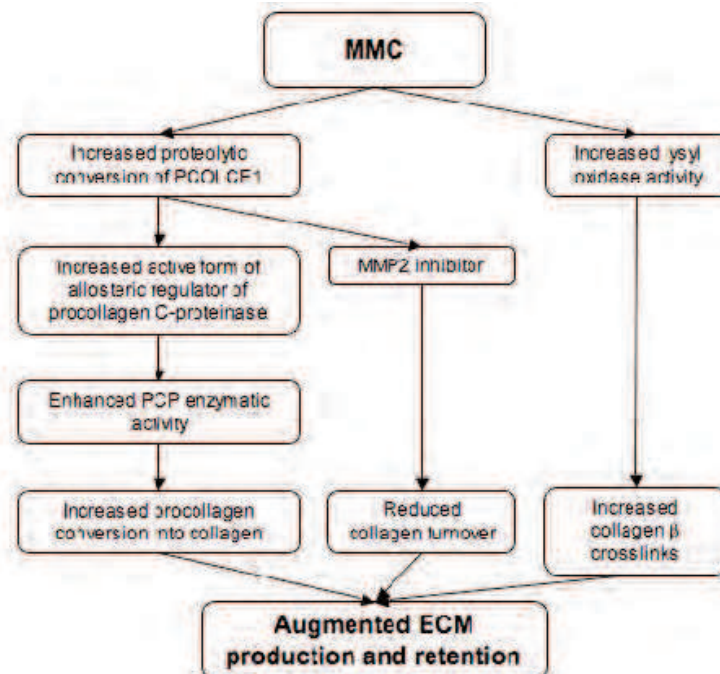 MMC
Increased proteolytic
conversion of PCOLCE1
Increased lysyl
oxidase activity
Increased active form of
allosteric regulator of
procollagen C-proteinase
MMP2 inhibitor
Enhanced PCP enzymatic
activity
Increased procollagen
conversion into collagen
Reduced
collagen turnover
Increased
collagen β
crosslinks
Augmented ECM
production and retention